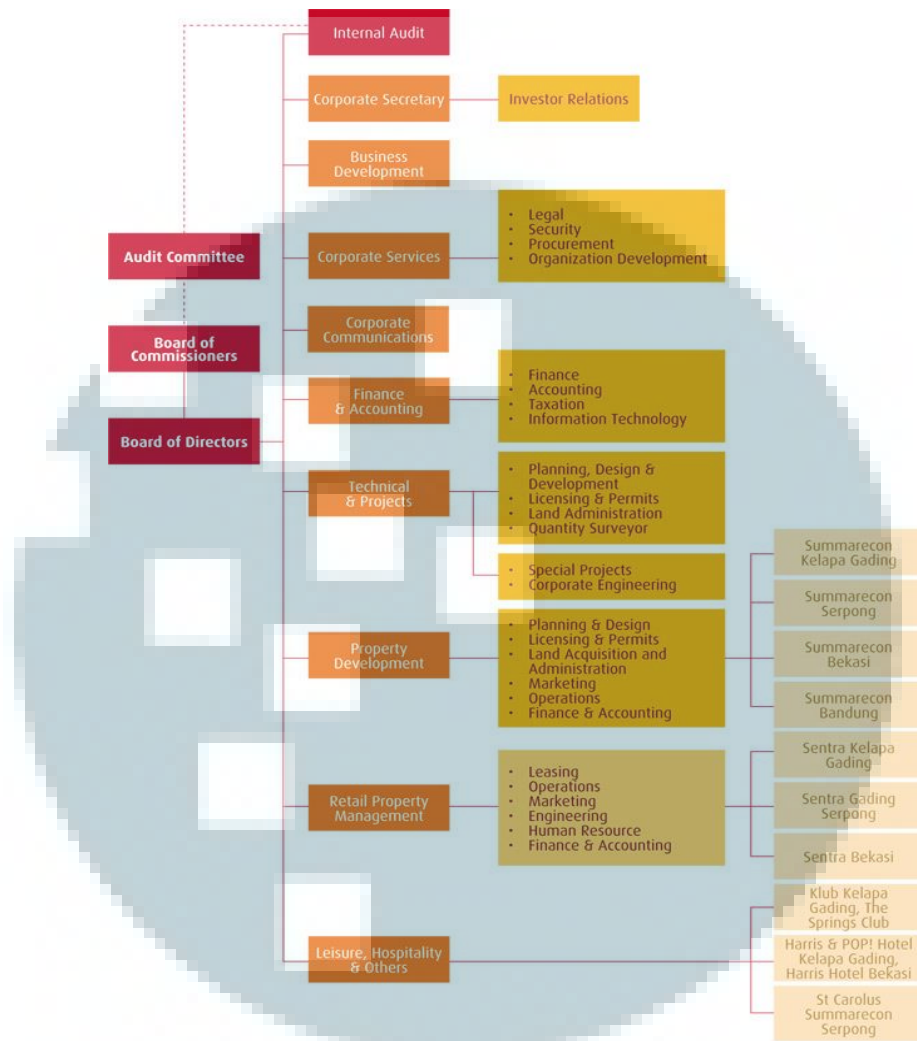 Internal Audit
Corporate Secretary
Investor Relations
Business
Development
Audit Committee
Corporate Services
• Legal
• Security
• Procurement
• Organization Development
Board of
Commissioners
Corporate
Communications
Board of Directors
Finance
& Accounting
• Finance
• Accounting
• Taxation
• Information Technology
Technical
& Projects
• Planning, Design &
Development
• Licensing & Permits
• Land Administration
• Quantity Surveyor
• Special Projects
• Corporate Engineering
Property
Development
• Planning & Design
• Licensing & Permits
• Land Acquisition and
Administration
• Marketing
• Operations
• Finance & Accounting
Summarecon
Kelapa Gading
Summarecon
Serpong
Summarecon
Bekasi
Summarecon
Bandung
Retail Property
Management
• Leasing
• Operations
• Marketing
• Engineering
• Human Resource
• Finance & Accounting
Sentra Kelapa
Gading
Sentra Gading
Serpong
Sentra Bekasi
Leisure, Hospitality
& Others
Klub Kelapa
Gading, The
Springs Club
Harris & POP! Hotel
Kelapa Gading,
Harris Hotel Bekasi
St Carolus
Summarecon
Serpong